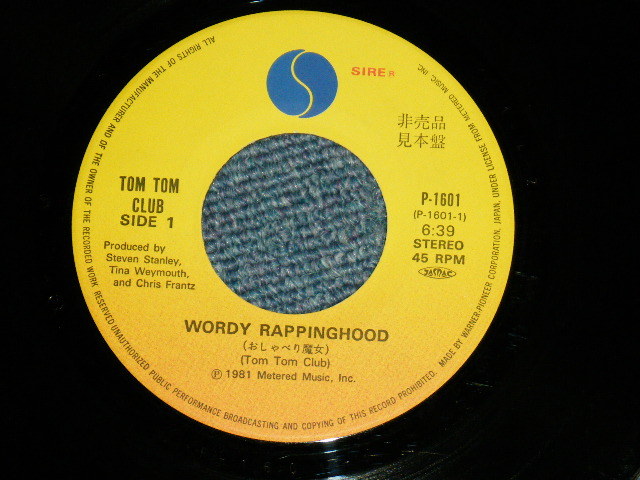 SIRE®
非売品
見本盤
TOM TOM
CLUB
SIDE 1
P-1601
(P-1601-1)
6:39
STEREO
45 RPM
Produced by
Steven Stanley,
Tina Weymouth,
and Chris Frantz
WORDY RAPPINGHOOD
(おしゃべり魔女)
(Tom Tom Club)
Ⓟ 1981 Metered Music, Inc.
ALL RIGHTS OF THE MANUFACTURER AND OF THE OWNER OF THE RECORDED WORK RESERVED UNAUTHORIZED PUBLIC PERFORMANCE BROADCASTING AND COPYING OF THIS RECORD PROHIBITED. MADE BY WARNER-PIONEER CORPORATION, JAPAN, UNDER LICENSE FROM METERED MUSIC, INC.